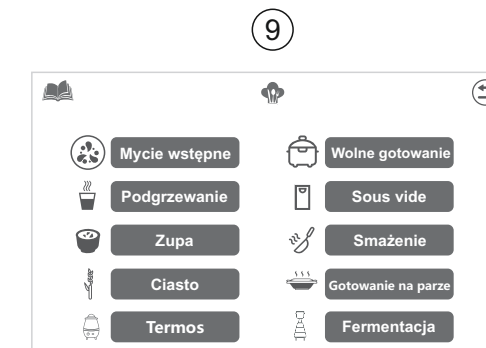 9
Mycie wstępne Wolne gotowanie
Podgrzewanie Sous vide
Zupa Smażenie
Ciasto Gotowanie na parze
Termos Fermentacja